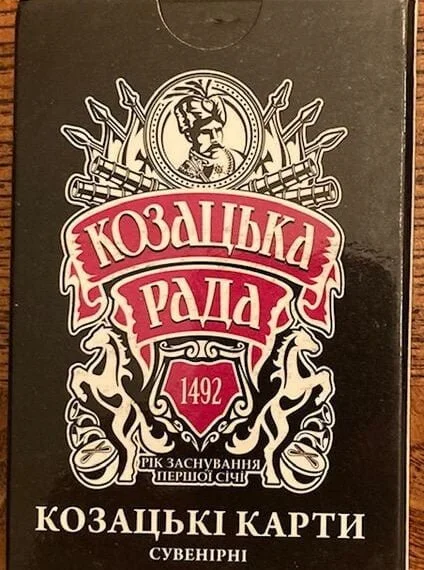 КОЗАЦЬКА
РАДА
1492
РІК ЗАСНУВАННЯ
ПЕРШОЇ СІЧІ
КОЗАЦЬКІ КАРТИ
СУВЕНІРНІ